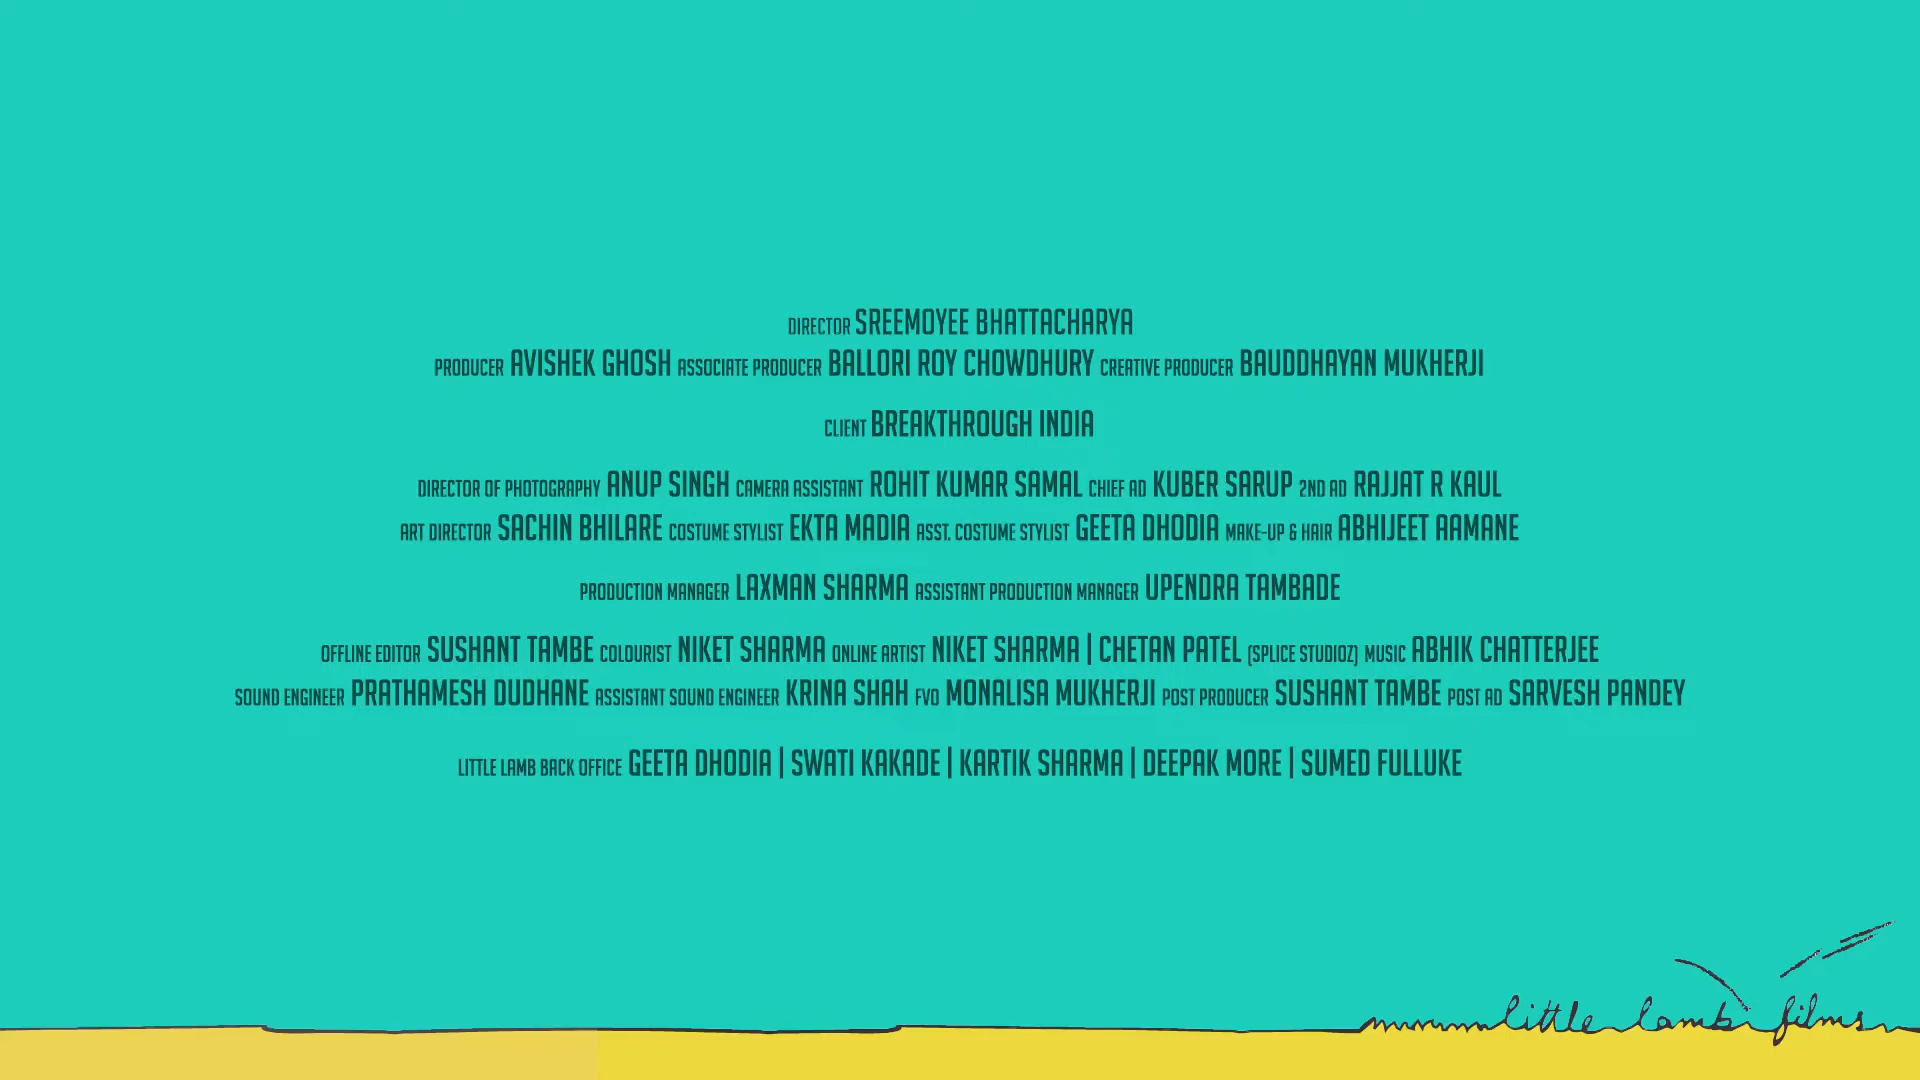 DIRECTOR SREEMOYEE BHATTACHARYA
PRODUCER AVISHEK GHOSH ASSOCIATE PRODUCER BALLORI ROY CHOWDHURY CREATIVE PRODUCER BAUDDHAYAN MUKHERJI
CLIENT BREAKTHROUGH INDIA
DIRECTOR OF PHOTOGRAPHY ANUP SINGH CAMERA ASSISTANT ROHIT KUMAR SAMAL CHIEF AD KUBER SARUP 2ND AD RAJJAT R KAUL
ART DIRECTOR SACHIN BHILARE COSTUME STYLIST EKTA MADIA ASST. COSTUME STYLIST GEETA DHODIA MAKE-UP & HAIR ABHIJEET AAMANE
PRODUCTION MANAGER LAXMAN SHARMA ASSISTANT PRODUCTION MANAGER UPENDRA TAMBADE
OFFLINE EDITOR SUSHANT TAMBE COLOURIST NIKET SHARMA ONLINE ARTIST NIKET SHARMA | CHETAN PATEL (SPLICE STUDIOZ) MUSIC ABHIK CHATTERJEE
SOUND ENGINEER PRATHAMESH DUDHANE ASSISTANT SOUND ENGINEER KRINA SHAH FVO MONALISA MUKHERJI POST PRODUCER SUSHANT TAMBE POST AD SARVESH PANDEY
LITTLE LAMB BACK OFFICE GEETA DHODIA | SWATI KAKADE | KARTIK SHARMA | DEEPAK MORE | SUMED FULLUKE
little lamb films